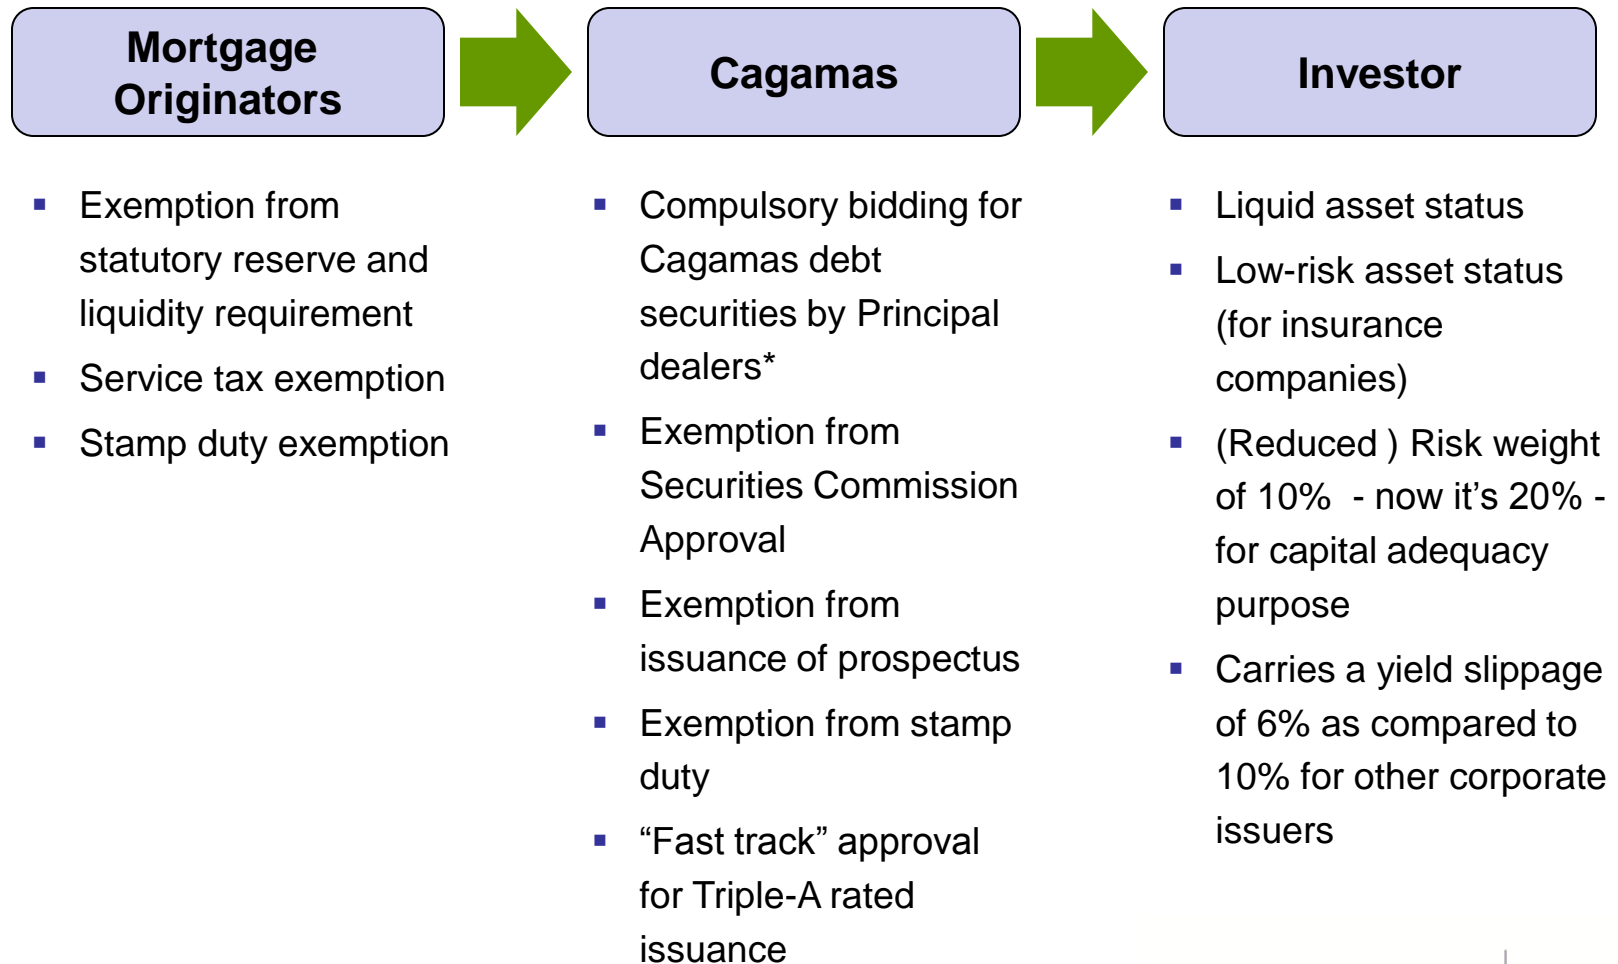 Mortgage
Originators
Cagamas
Investor
▪ Exemption from
statutory reserve and
liquidity requirement
▪ Service tax exemption
▪ Stamp duty exemption
▪ Compulsory bidding for
Cagamas debt
securities by Principal
dealers*
▪ Exemption from
Securities Commission
Approval
▪ Exemption from
issuance of prospectus
▪ Exemption from stamp
duty
▪ “Fast track” approval
for Triple-A rated
issuance
▪ Liquid asset status
▪ Low-risk asset status
(for insurance
companies)
▪ (Reduced ) Risk weight
of 10%  - now it’s 20% -
for capital adequacy
purpose
▪ Carries a yield slippage
of 6% as compared to
10% for other corporate
issuers